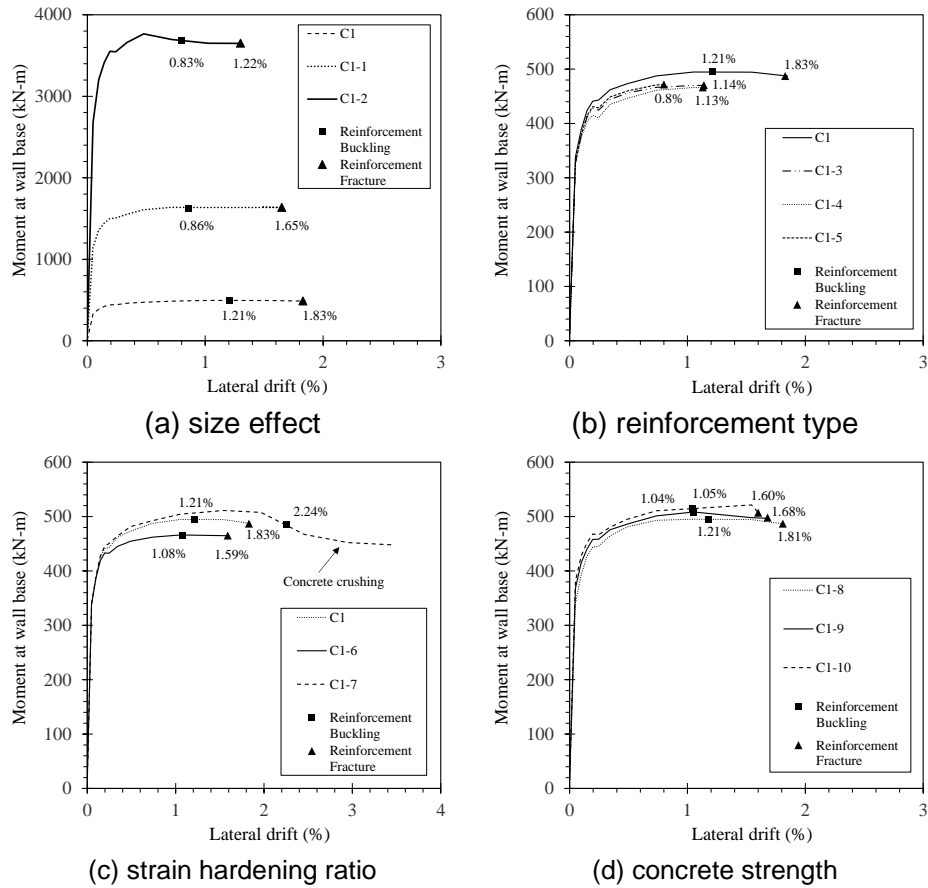 4000
3600
3200
2800
2400
2000
1600
1200
800
400
0
Moment at wall base (kN-m)
0 1 2 3
Lateral drift (%)
C1
C1-1
C1-2
Reinforcement
Buckling
Reinforcement
Fracture
0.83%
1.22%
0.86%
1.65%
1.21%
1.83%
(a) size effect
600
500
400
300
200
100
0
Moment at wall base (kN-m)
0 1 2 3
Lateral drift (%)
1.21%
1.83%
0.8%
1.14%
1.13%
C1
C1-3
C1-4
C1-5
Reinforcement
Buckling
Reinforcement
Fracture
(b) reinforcement type
600
500
400
300
200
100
0
Moment at wall base (kN-m)
0 1 2 3 4
Lateral drift (%)
1.21%
2.24%
1.83%
1.08%
1.59%
Concrete crushing
C1
C1-6
C1-7
Reinforcement
Buckling
Reinforcement
Fracture
(c) strain hardening ratio
600
500
400
300
200
100
0
Moment at wall base (kN-m)
0 1 2 3
Lateral drift (%)
1.04%
1.05%
1.60%
1.68%
1.21%
1.81%
C1-8
C1-9
C1-10
Reinforcement
Buckling
Reinforcement
Fracture
(d) concrete strength